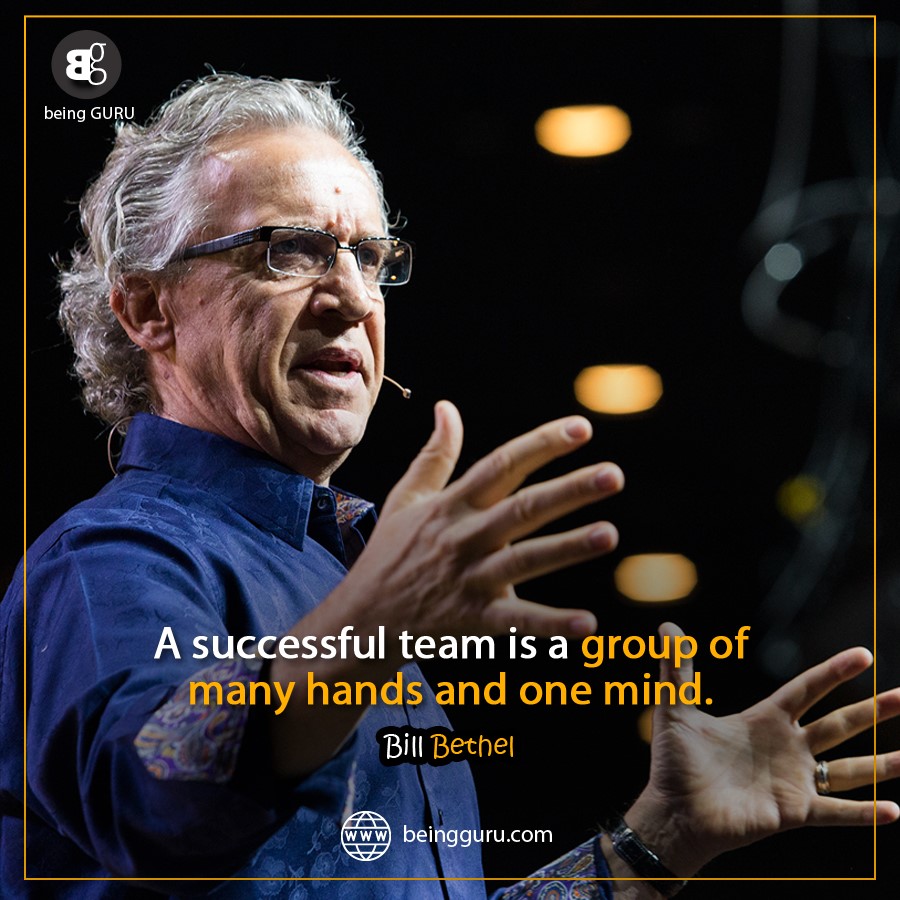 Bg
being GURU
A successful team is a group of
many hands and one mind.
Bill Bethel
www beingguru.com